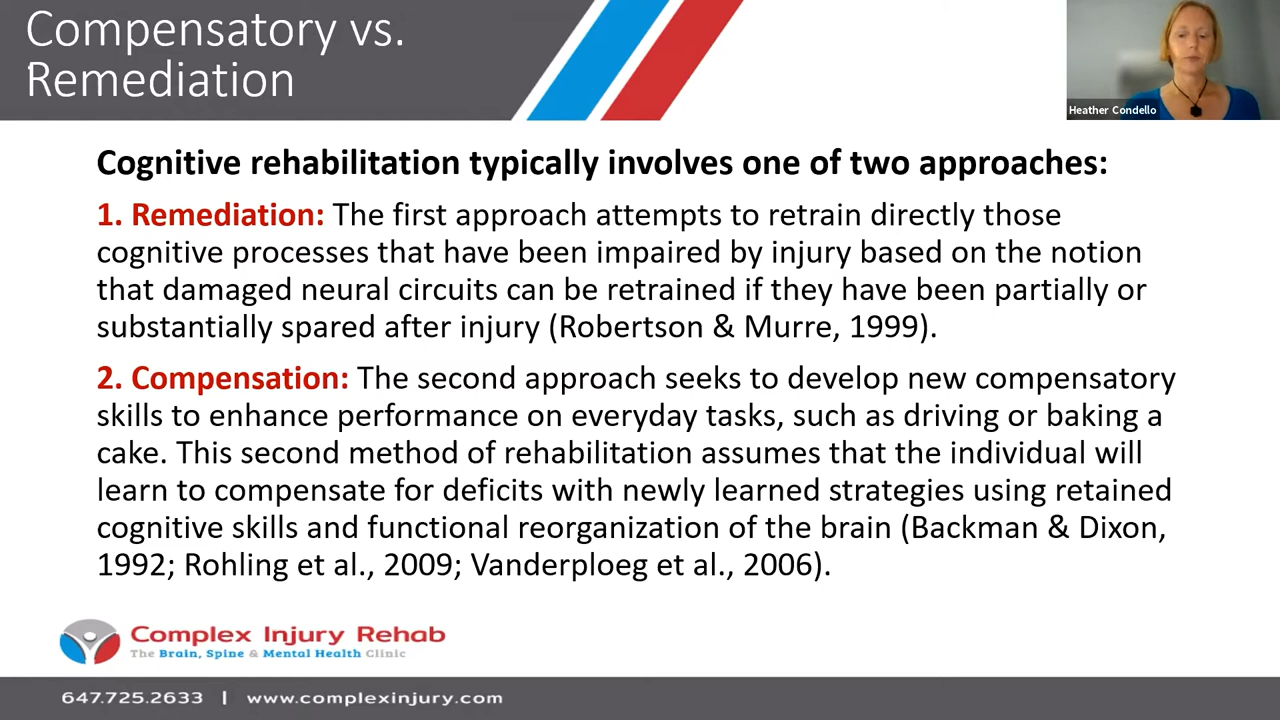 Compensatory vs.
Remediation
Heather Condello
Cognitive rehabilitation typically involves one of two approaches:
1. Remediation: The first approach attempts to retrain directly those
cognitive processes that have been impaired by injury based on the notion
that damaged neural circuits can be retrained if they have been partially or
substantially spared after injury (Robertson & Murre, 1999).
2. Compensation: The second approach seeks to develop new compensatory
skills to enhance performance on everyday tasks, such as driving or baking a
cake. This second method of rehabilitation assumes that the individual will
learn to compensate for deficits with newly learned strategies using retained
cognitive skills and functional reorganization of the brain (Backman & Dixon,
1992; Rohling et al., 2009; Vanderploeg et al., 2006).
Complex Injury Rehab
The Brain, Spine & Mental Health Clinic
647.725.2633 | www.complexinjury.com